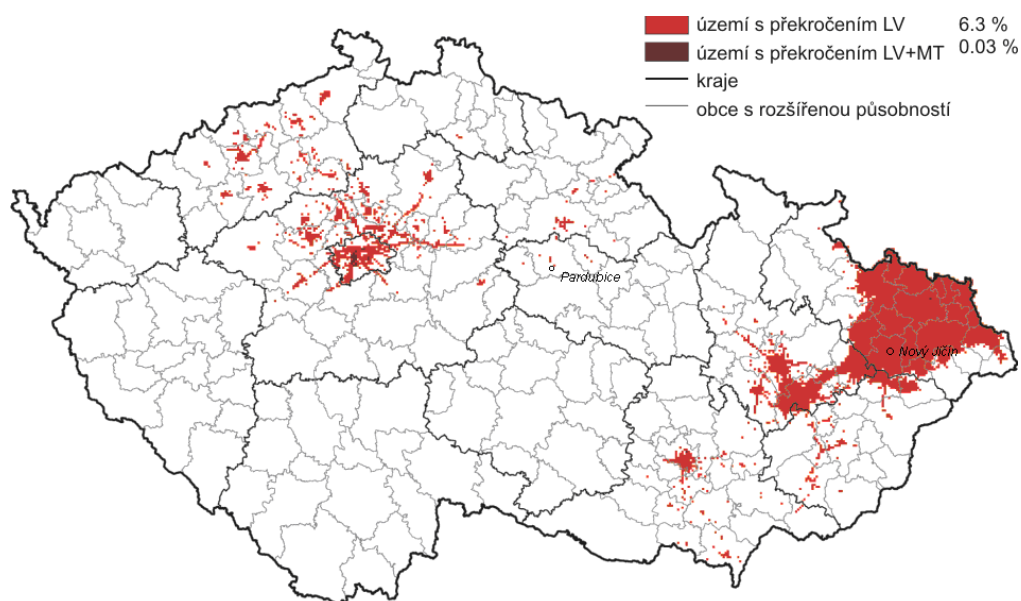 území s překročením LV 6.3 %
území s překročením LV+MT 0.03 %
kraje
obce s rozšířenou působností
Pardubice
Nový Jičín